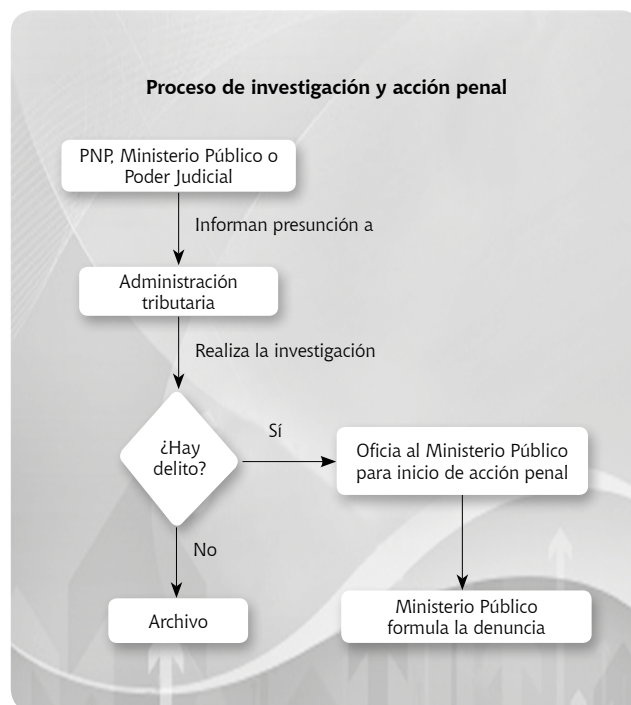 Proceso de investigación y acción penal
PNP, Ministerio Público o
Poder Judicial
Informan presunción a
Administración
tributaria
Realiza la investigación
¿Hay
delito?
Sí
Oficia al Ministerio Público
para inicio de acción penal
No
Archivo
Ministerio Público
formula la denuncia